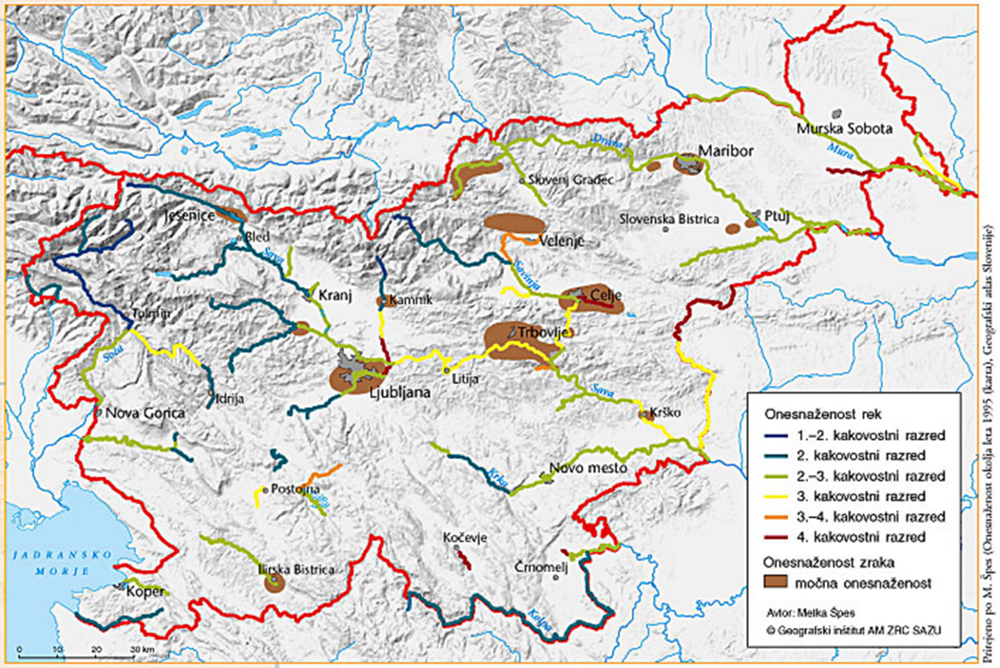 Murska Sobota
Mura
Drava
Maribor
Slovenj Gradec
Jesenice
Slovenska Bistrica
Ptuj
Bled
Sava
Velenje
Savinja
Kranj
Kamnik
Celje
Tolmin
Trbovlje
Soča
Litija
Ljubljana
Sava
Idrija
Krško
Nova Gorica
Novo mesto
Krka
Postojna
JADRANSKO
MORJE
Kočevje
Ilirska Bistrica
Črnomelj
Koper
Kolpa
0 10 20 30 km
Onesnaženost rek
1.–2. kakovostni razred
2. kakovostni razred
2.–3. kakovostni razred
3. kakovostni razred
3.–4. kakovostni razred
4. kakovostni razred
Onesnaženost zraka
močna onesnaženost
Avtor: Metka Špes
© Geografski inštitut AM ZRC SAZU
Prirejeno po M. Špes (Onesnaženost okolja leta 1995 (karta), Geografski atlas Slovenije)